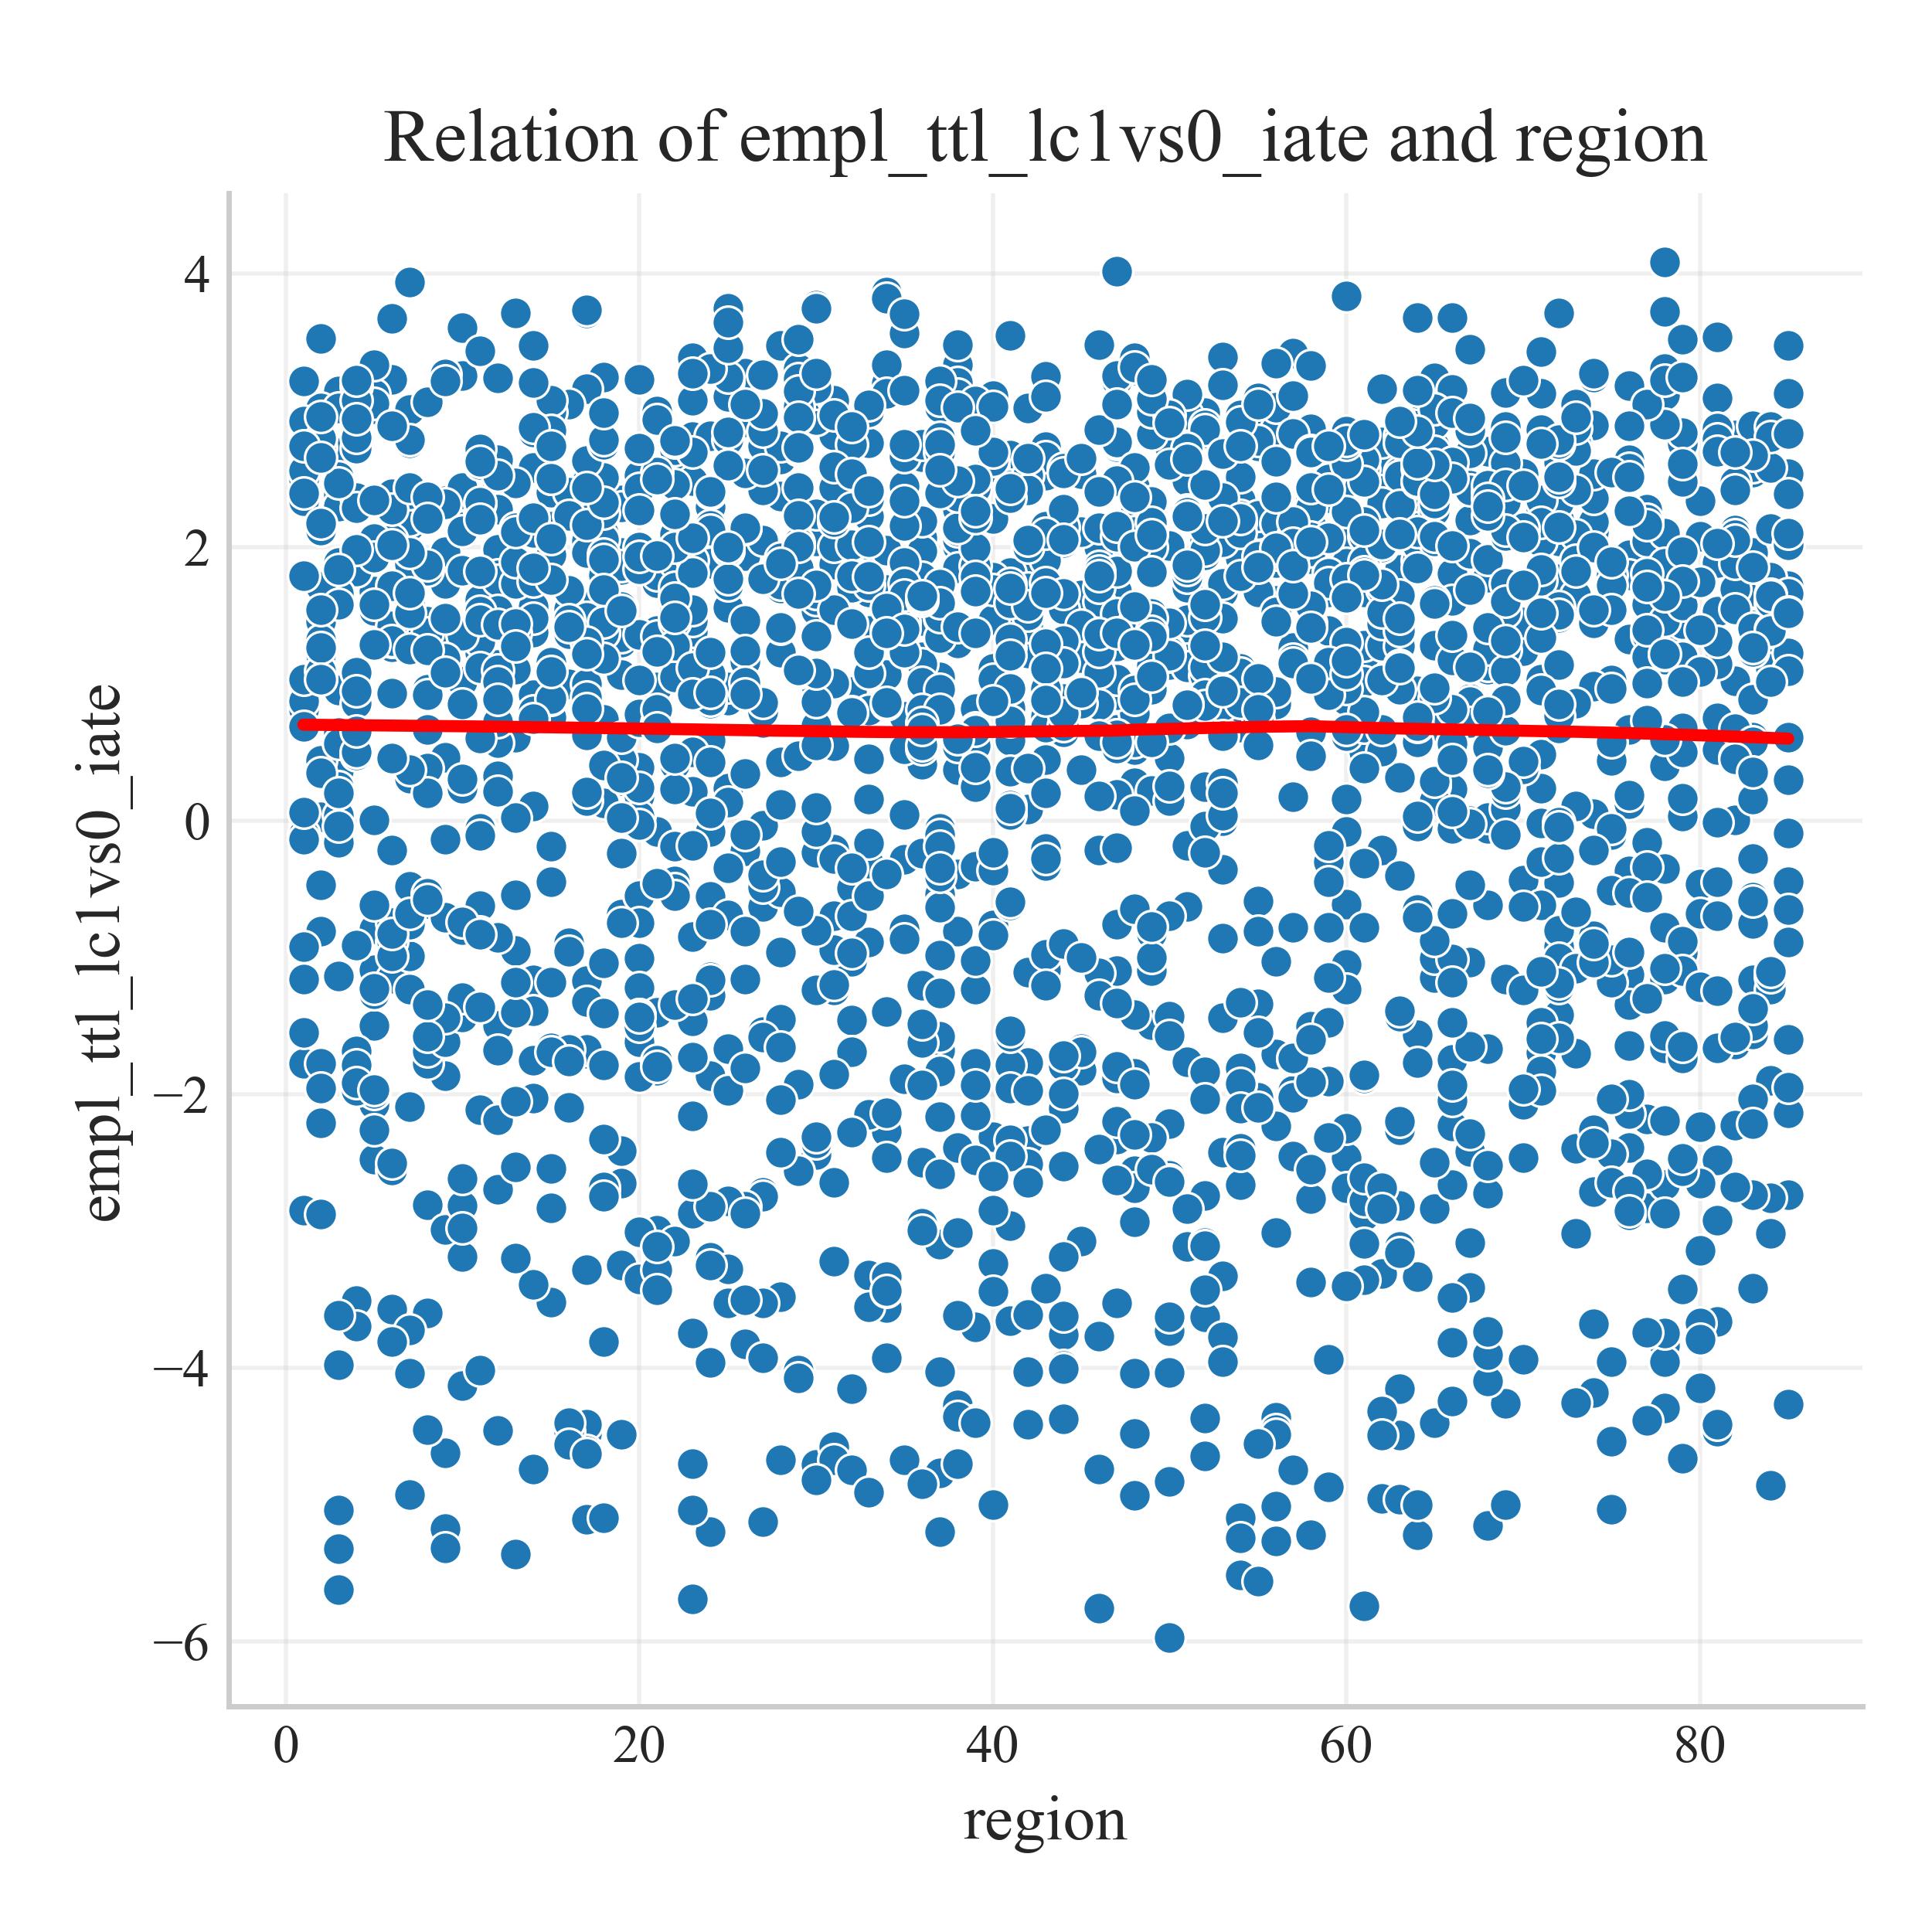 Relation of empl_ttl_lc1vs0_iate and region
empl_ttl_lc1vs0_iate
4
2
0
−2
−4
−6
0 20 40 60 80
region